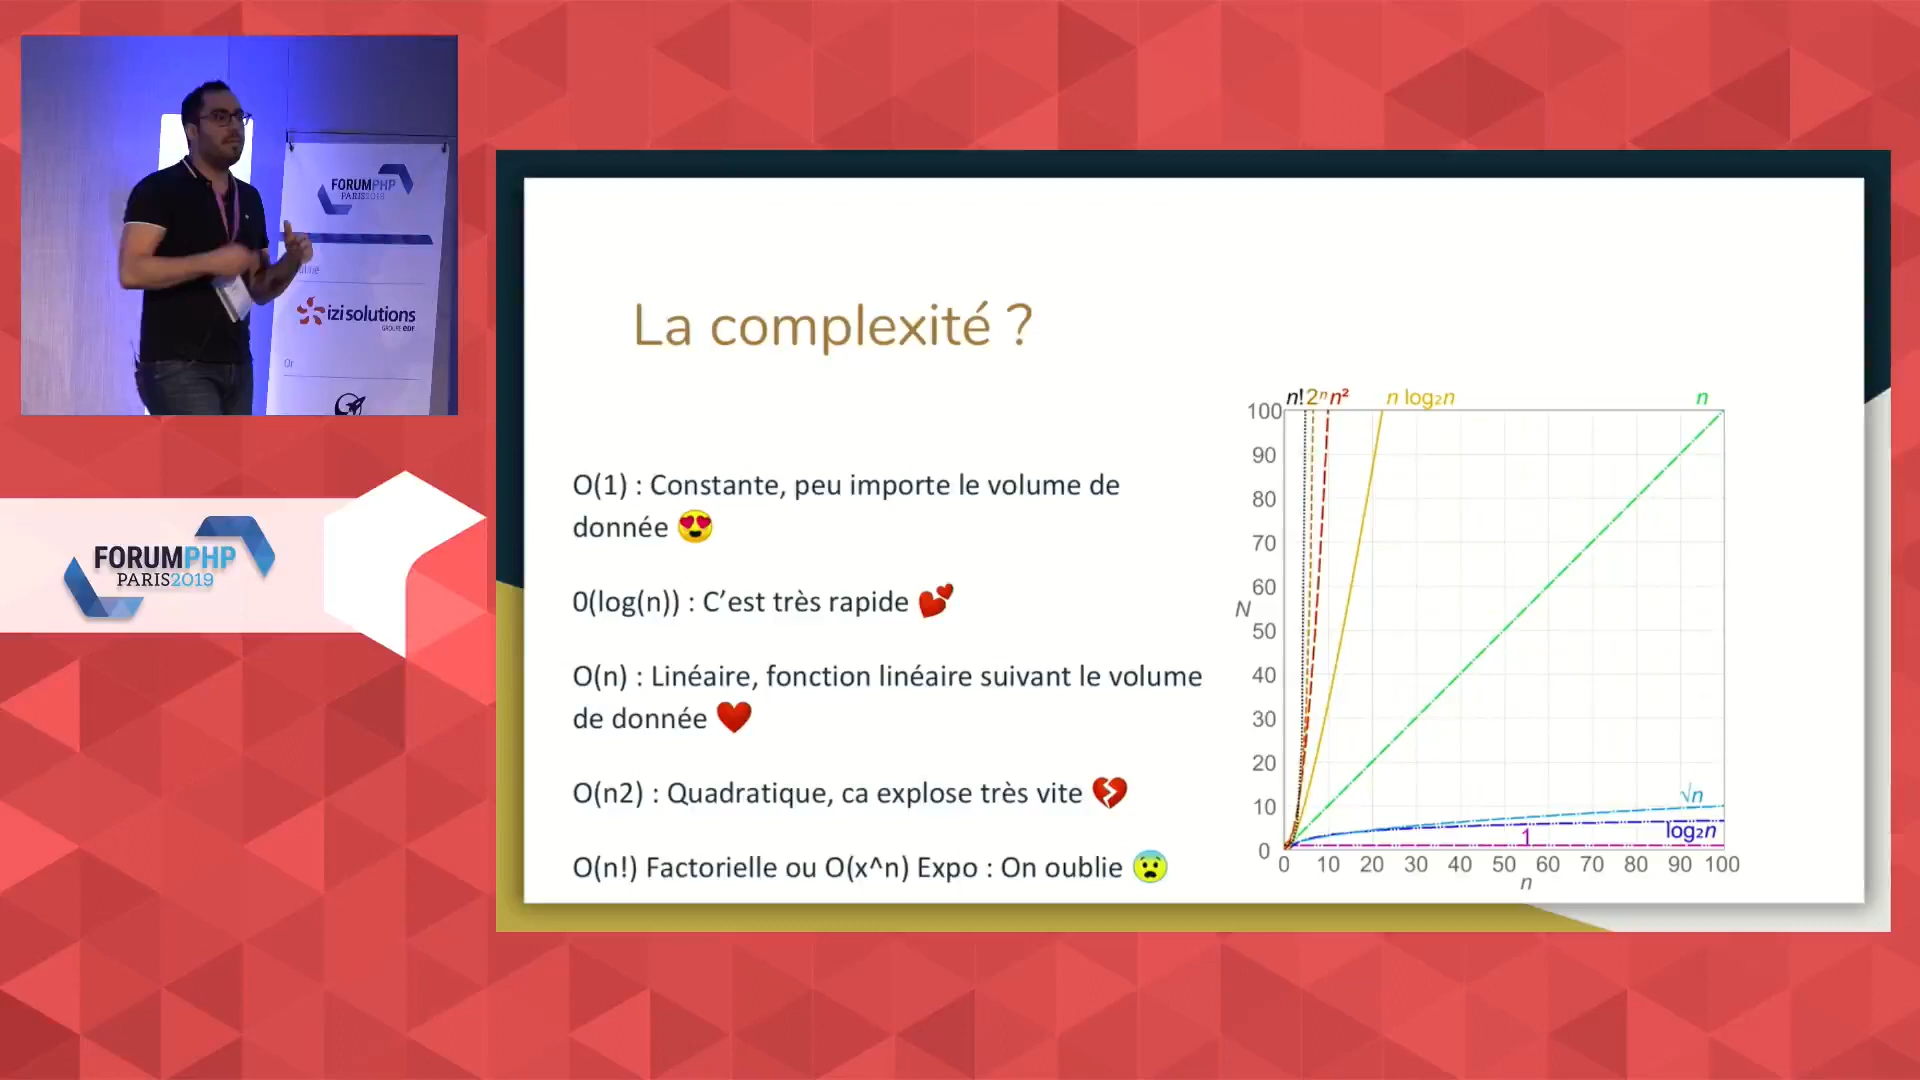 FORUMPHP
PARIS2019
izi solutions
GROUPE EDF
Or
FORUMPHP
PARIS2019
La complexité ?
O(1) : Constante, peu importe le volume de
donnée 😍
0(log(n)) : C’est très rapide 💕
O(n) : Linéaire, fonction linéaire suivant le volume
de donnée ❤️
O(n2) : Quadratique, ca explose très vite 💔
O(n!) Factorielle ou O(x^n) Expo : On oublie 😨
n! 2ⁿ n² n log₂n n
100
90
80
70
60
N
50
40
30
20
10
0
√n
log₂n
1
0 10 20 30 40 50 60 70 80 90 100
n